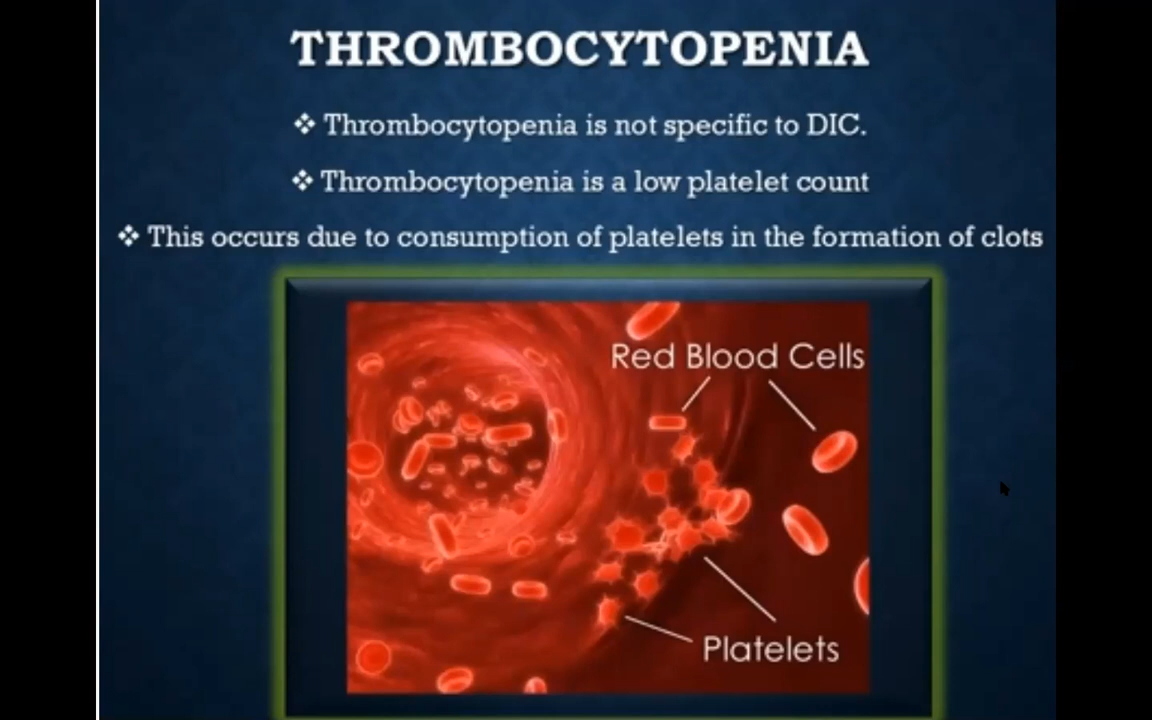 THROMBOCYTOPENIA
❖ Thrombocytopenia is not specific to DIC.
❖ Thrombocytopenia is a low platelet count
❖ This occurs due to consumption of platelets in the formation of clots
Red Blood Cells
Platelets